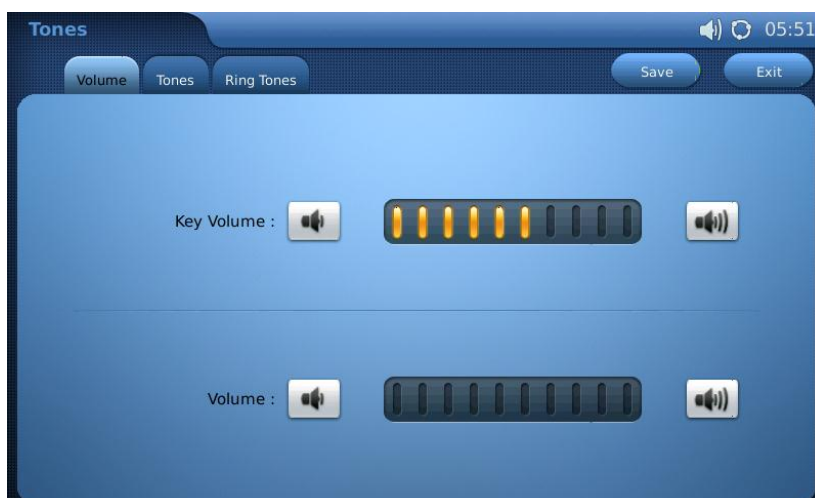 Tones
05:51
Volume Tones Ring Tones Save Exit
Key Volume :
Volume :